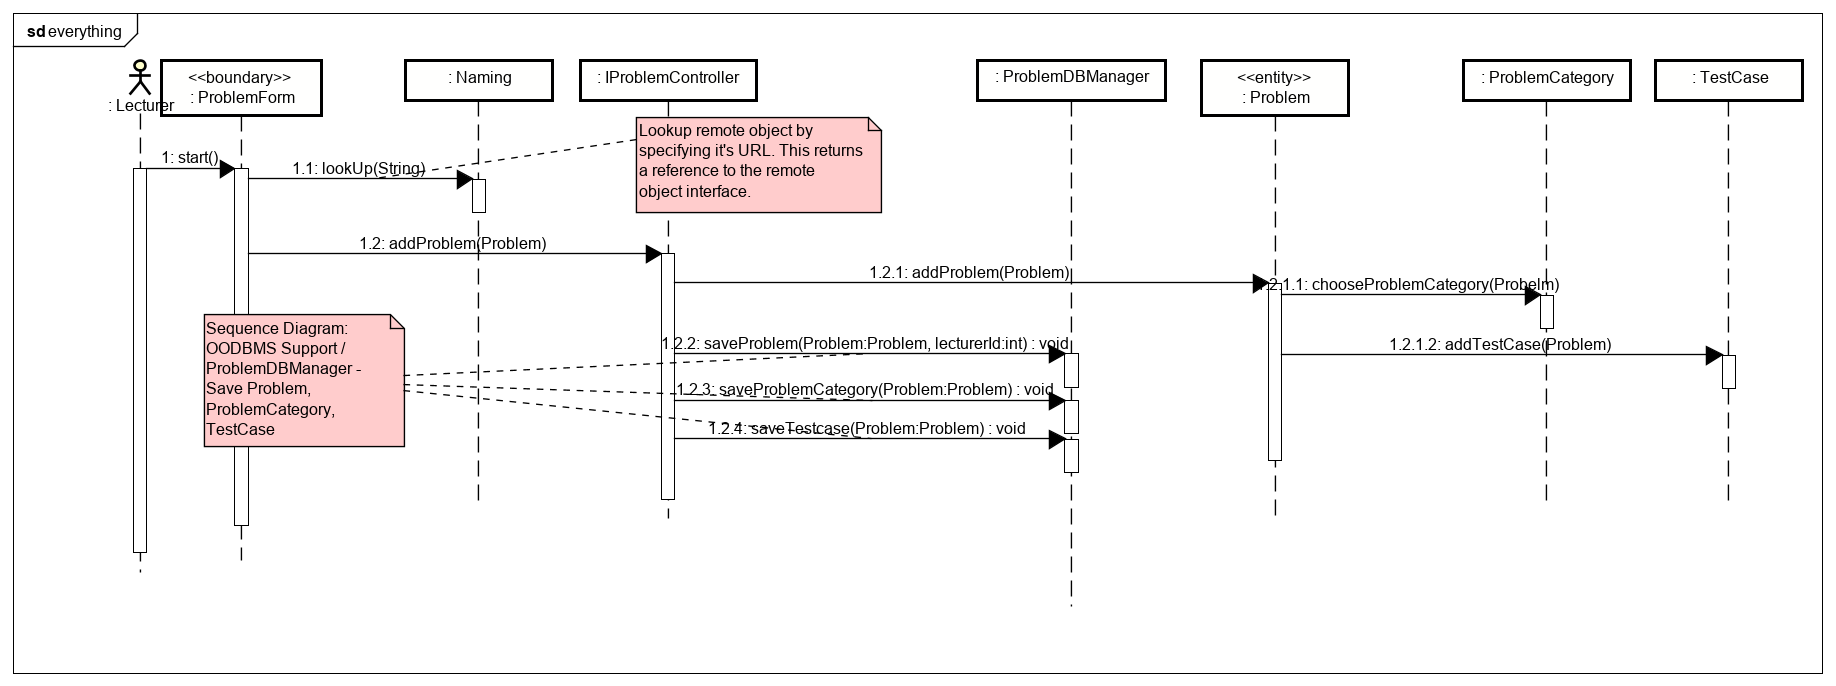 sd everything
: Lecturer
<<boundary>>
: ProblemForm
: Naming
: IProblemController
: ProblemDBManager
<<entity>>
: Problem
: ProblemCategory
: TestCase
Lookup remote object by
specifying it's URL. This returns
a reference to the remote
object interface.
1: start()
1.1: lookUp(String)
1.2: addProblem(Problem)
1.2.1: addProblem(Problem)
1.2.1.1: chooseProblemCategory(Probelm)
Sequence Diagram:
OODBMS Support /
ProblemDBManager -
Save Problem,
ProblemCategory,
TestCase
1.2.2: saveProblem(Problem:Problem, lecturerId:int) : void
1.2.1.2: addTestCase(Problem)
1.2.3: saveProblemCategory(Problem:Problem) : void
1.2.4: saveTestcase(Problem:Problem) : void